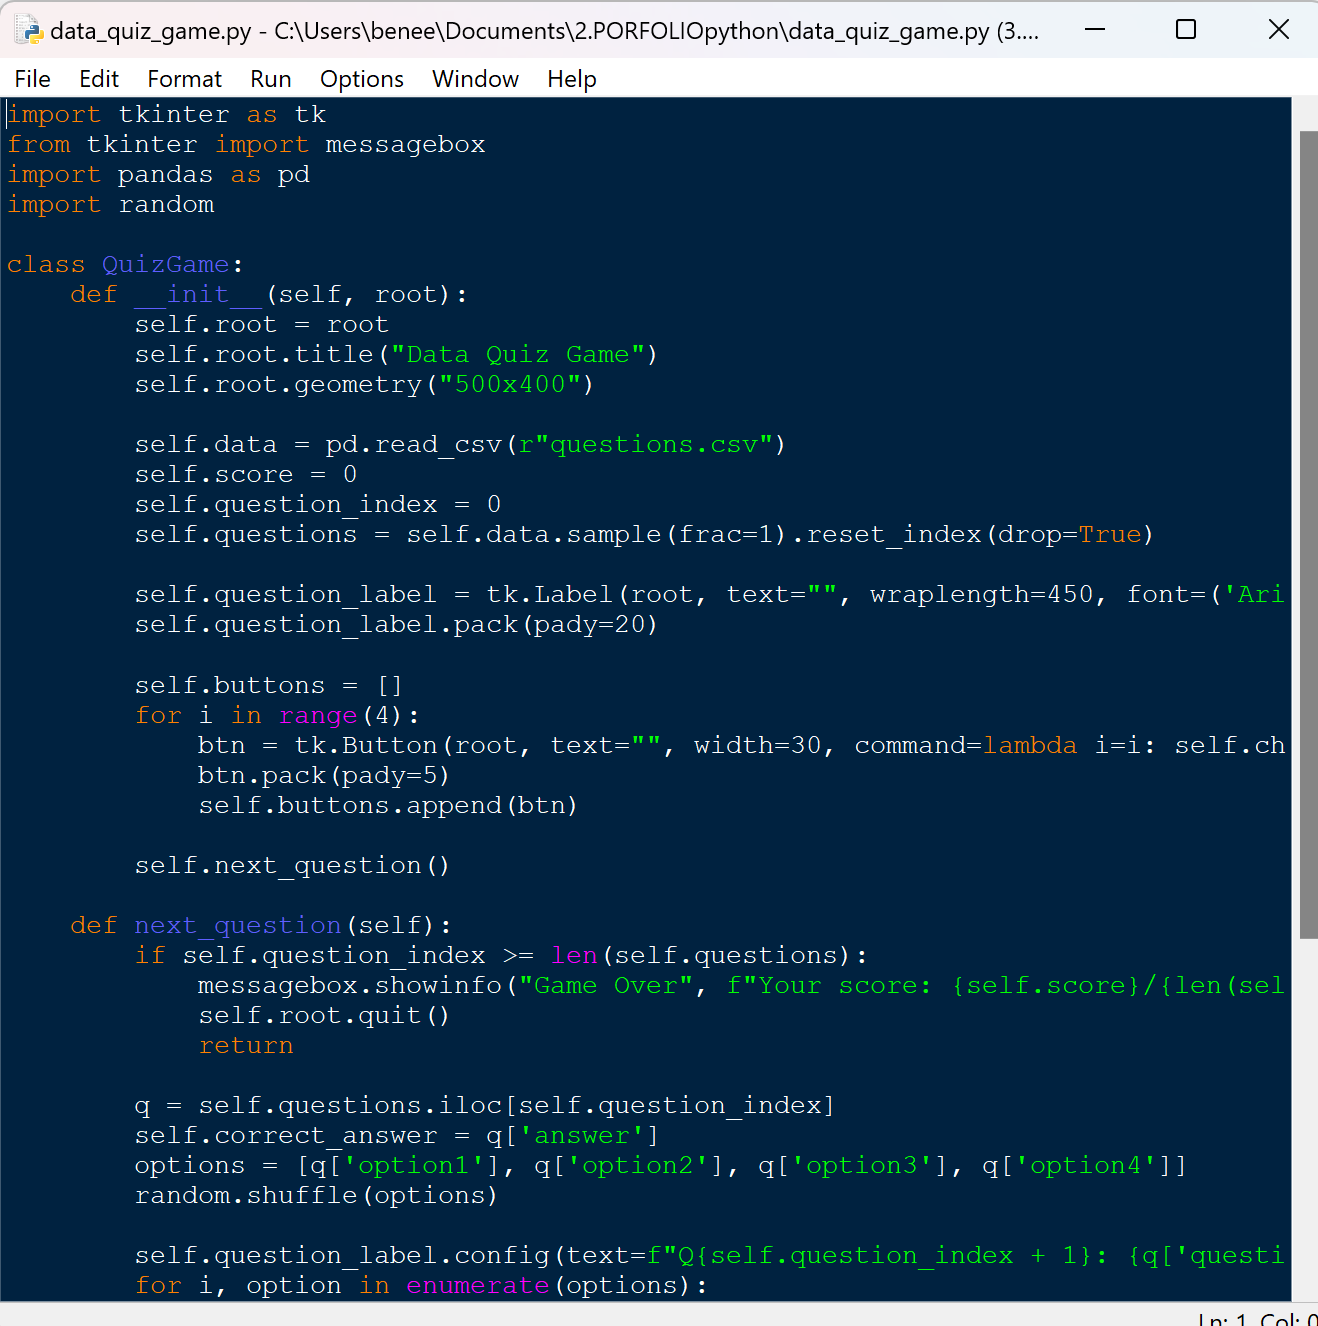 data_quiz_game.py - C:\Users\benee\Documents\2.PORFOLIOpython\data_quiz_game.py (3....
File Edit Format Run Options Window Help
import tkinter as tk
from tkinter import messagebox
import pandas as pd
import random
class QuizGame:
    def __init__(self, root):
        self.root = root
        self.root.title("Data Quiz Game")
        self.root.geometry("500x400")
        self.data = pd.read_csv(r"questions.csv")
        self.score = 0
        self.question_index = 0
        self.questions = self.data.sample(frac=1).reset_index(drop=True)
        self.question_label = tk.Label(root, text="", wraplength=450, font=('Ari
        self.question_label.pack(pady=20)
        self.buttons = []
        for i in range(4):
            btn = tk.Button(root, text="", width=30, command=lambda i=i: self.ch
            btn.pack(pady=5)
            self.buttons.append(btn)
        self.next_question()
    def next_question(self):
        if self.question_index >= len(self.questions):
            messagebox.showinfo("Game Over", f"Your score: {self.score}/{len(sel
            self.root.quit()
            return
        q = self.questions.iloc[self.question_index]
        self.correct_answer = q['answer']
        options = [q['option1'], q['option2'], q['option3'], q['option4']]
        random.shuffle(options)
        self.question_label.config(text=f"Q{self.question_index + 1}: {q['questi
        for i, option in enumerate(options):
Ln: 1 Col: 0